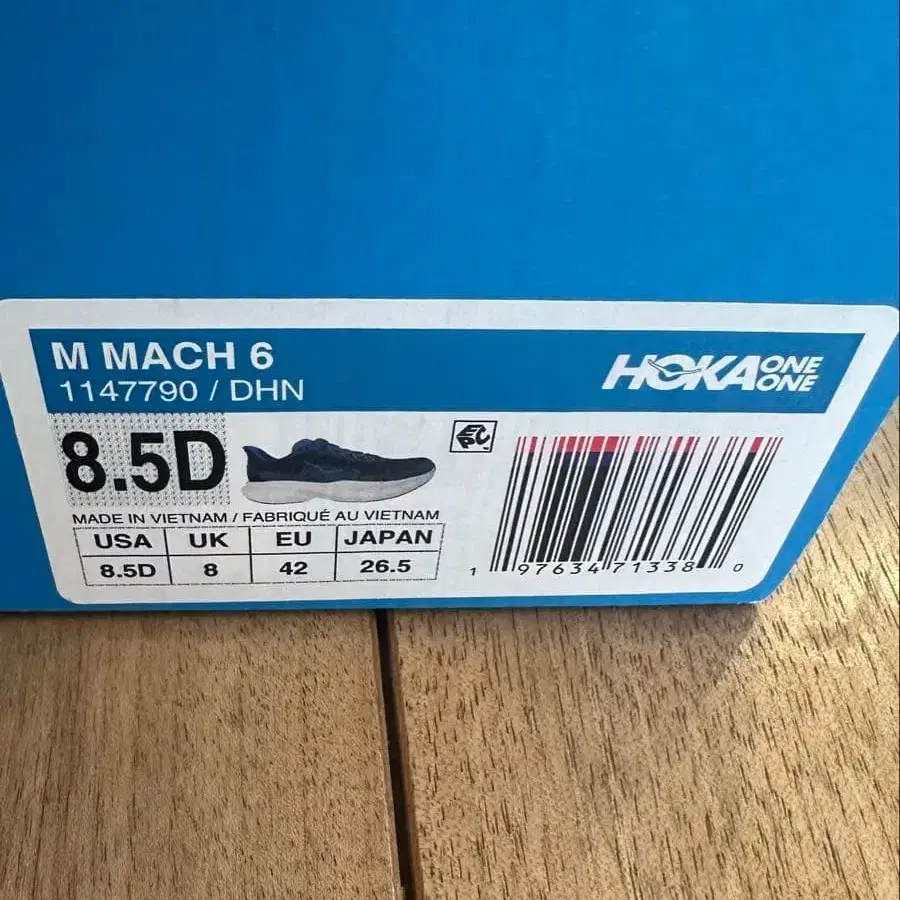 M MACH 6
1147790 / DHN
HOKA ONE ONE
8.5D
EPC
MADE IN VIETNAM / FABRIQUÉ AU VIETNAM
USA UK EU JAPAN
8.5D 8 42 26.5
1 97634 71338 0